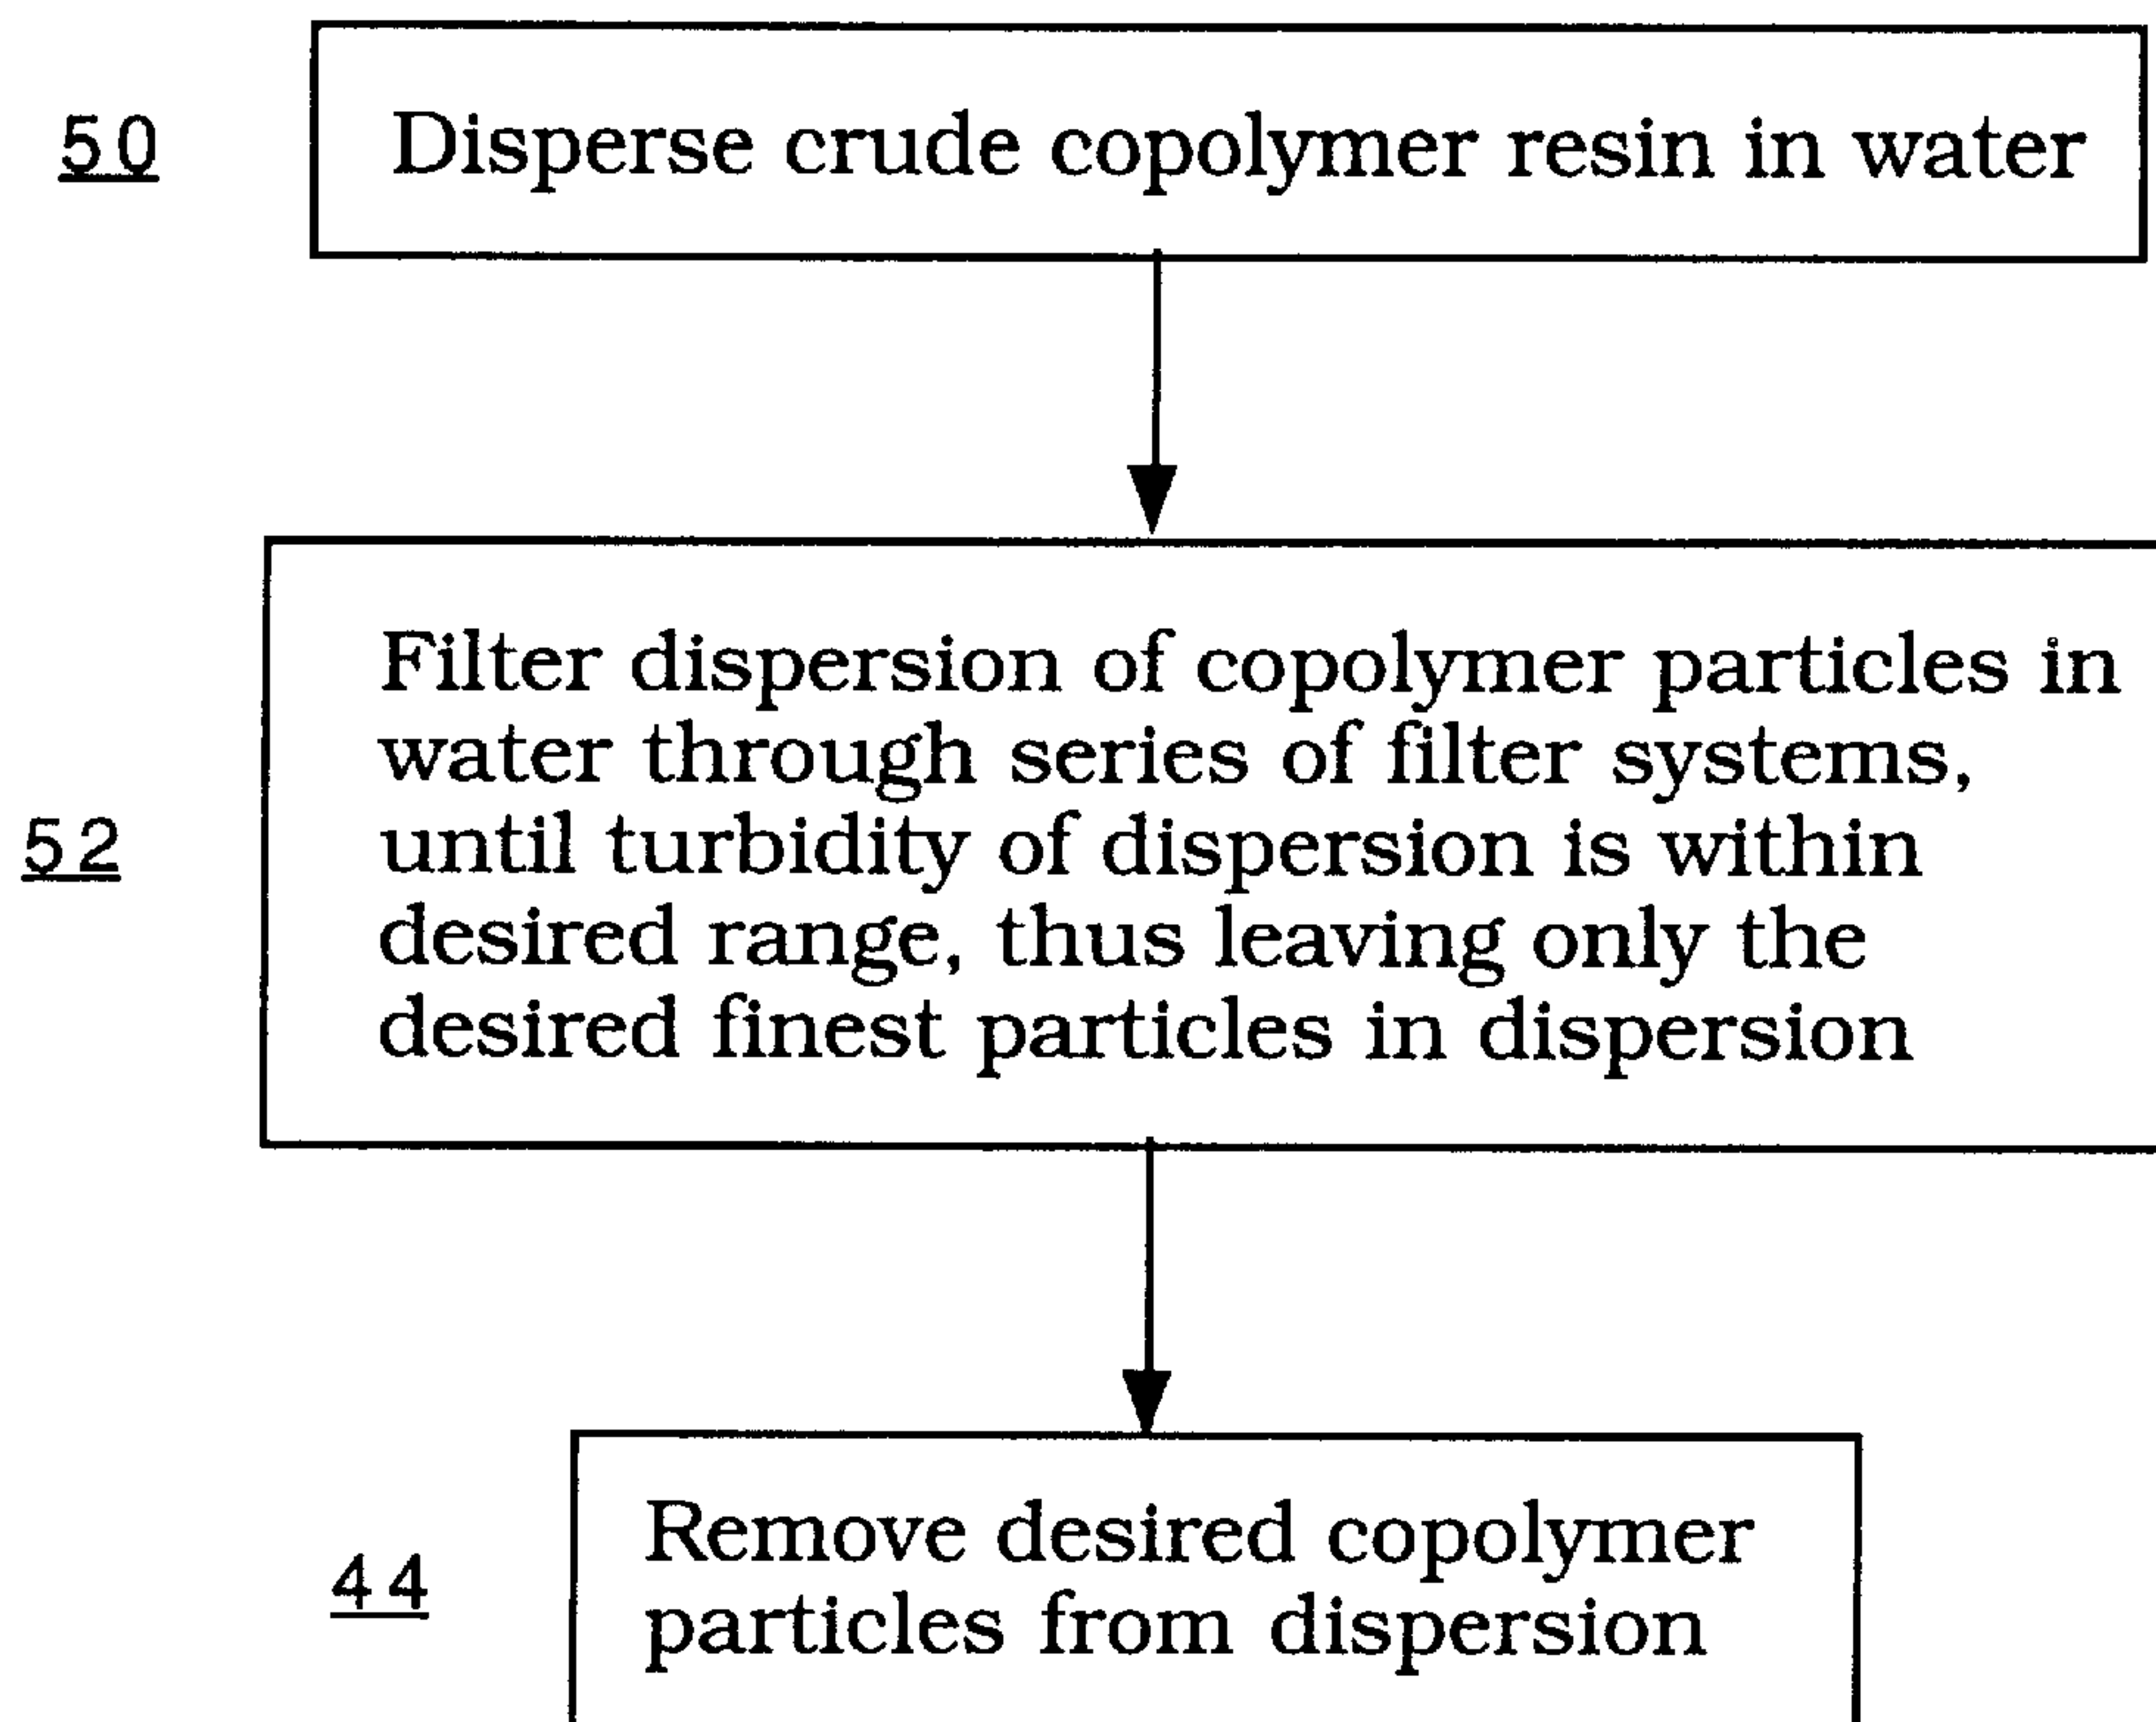 50
Disperse crude copolymer resin in water
Filter dispersion of copolymer particles in
water through series of filter systems,
until turbidity of dispersion is within
desired range, thus leaving only the
desired finest particles in dispersion
52
Remove desired copolymer
particles from dispersion
44